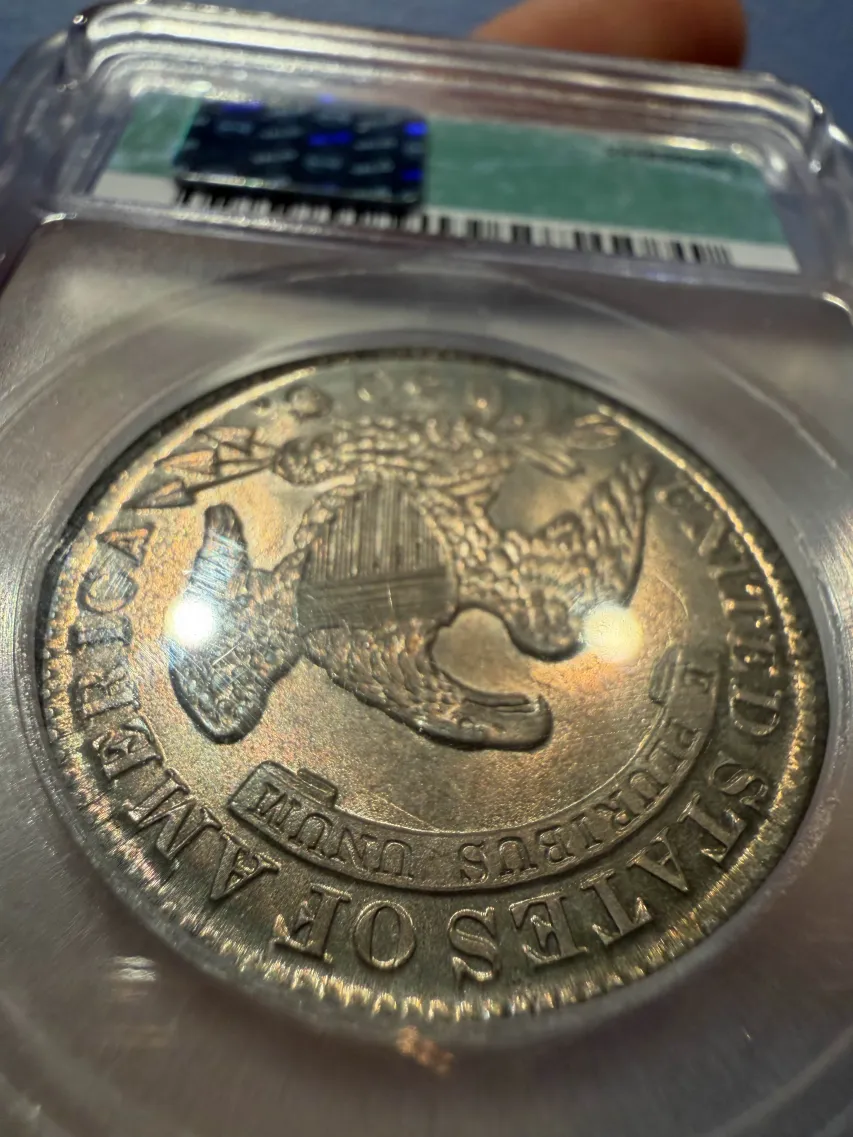 UNITED STATES OF AMERICA
E PLURIBUS UNUM